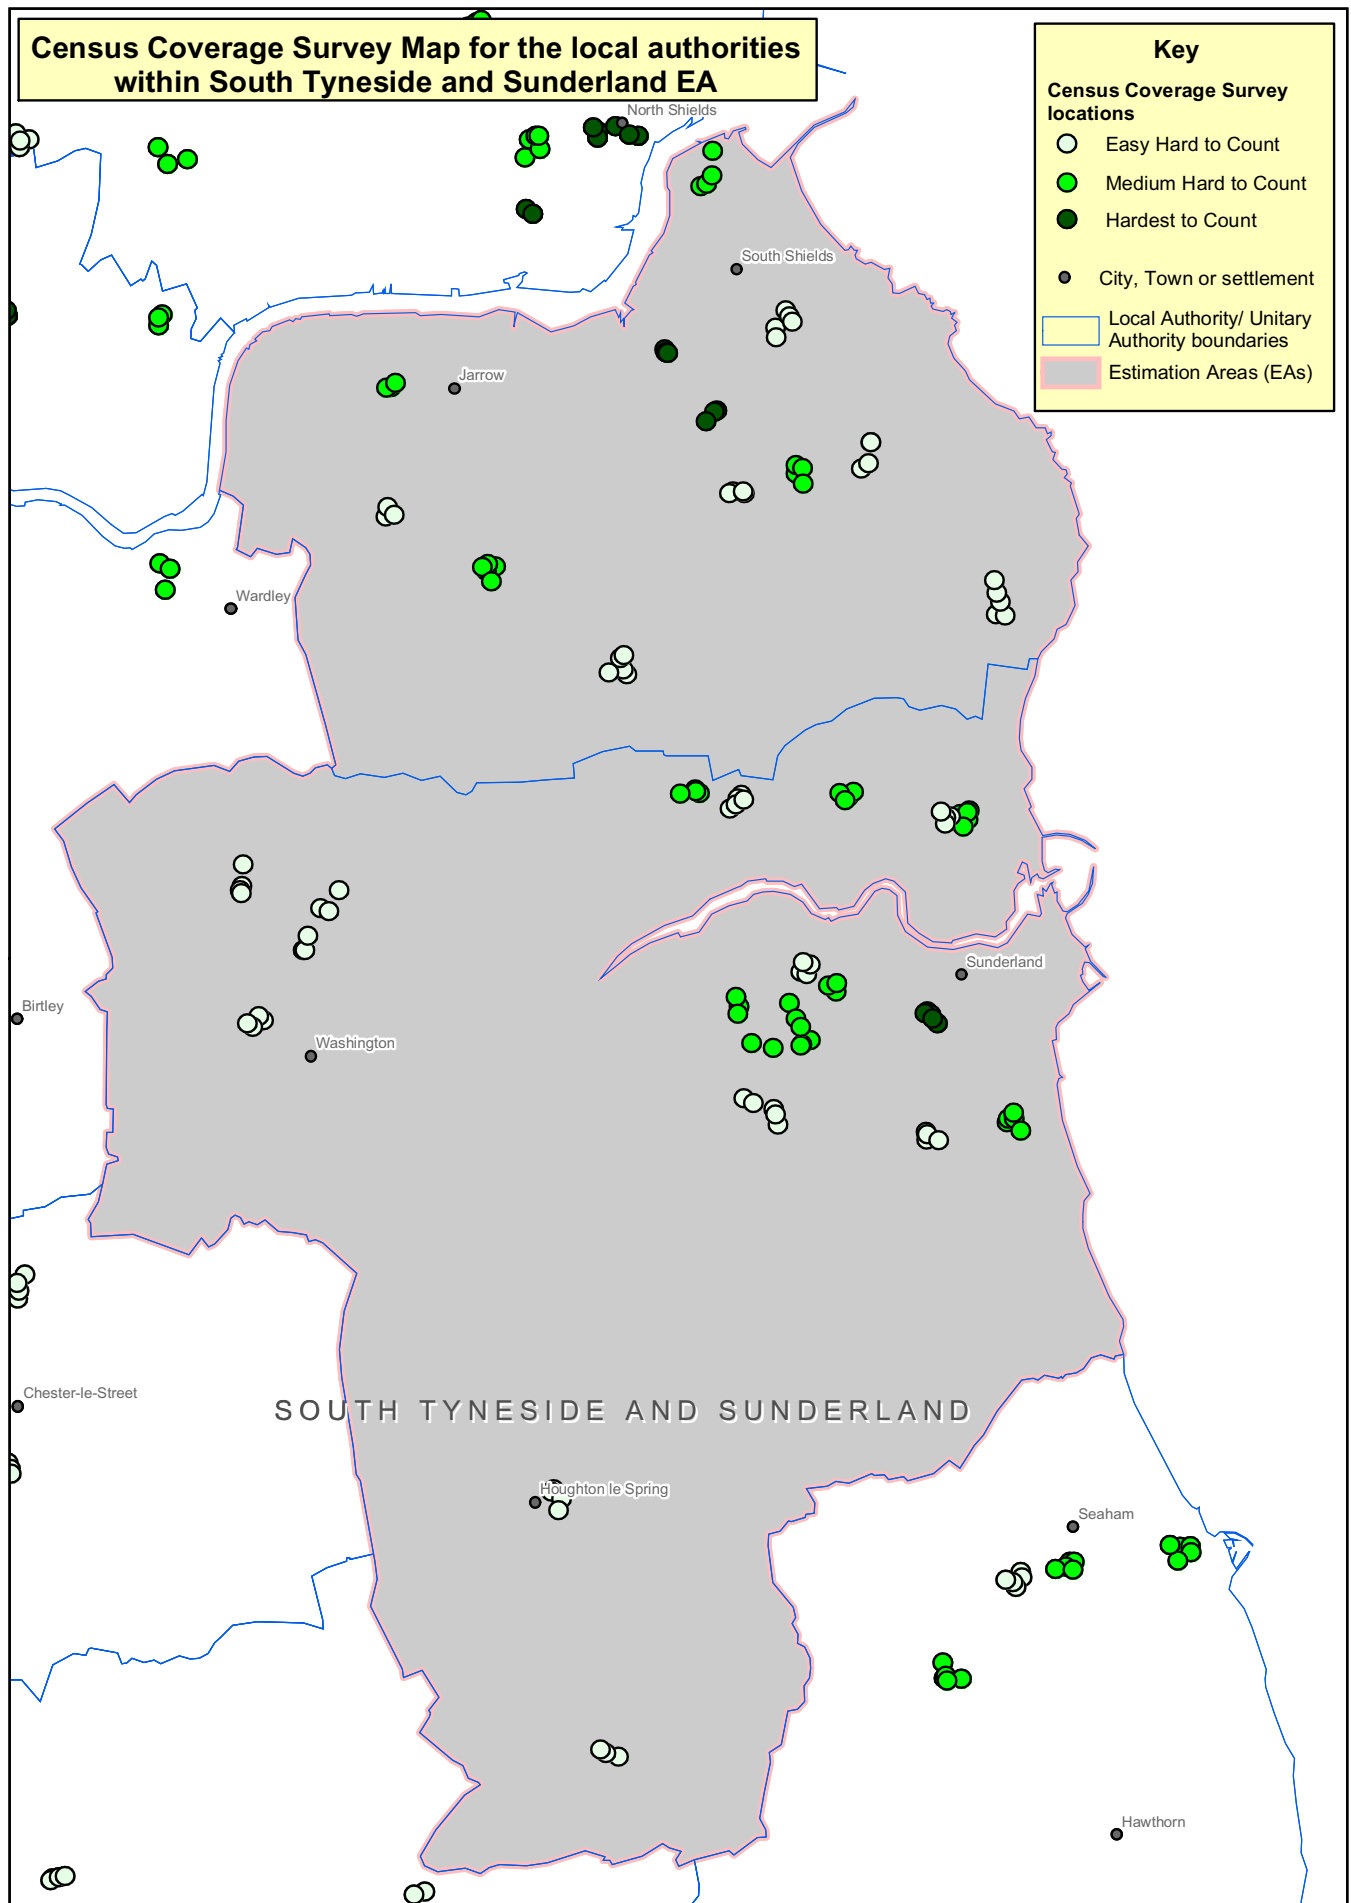 Census Coverage Survey Map for the local authorities
within South Tyneside and Sunderland EA
Key
Census Coverage Survey
locations
Easy Hard to Count
Medium Hard to Count
Hardest to Count
City, Town or settlement
Local Authority/ Unitary
Authority boundaries
Estimation Areas (EAs)
North Shields
South Shields
Jarrow
Wardley
Sunderland
Birtley
Washington
Chester-le-Street
SOUTH TYNESIDE AND SUNDERLAND
Houghton le Spring
Seaham
Hawthorn